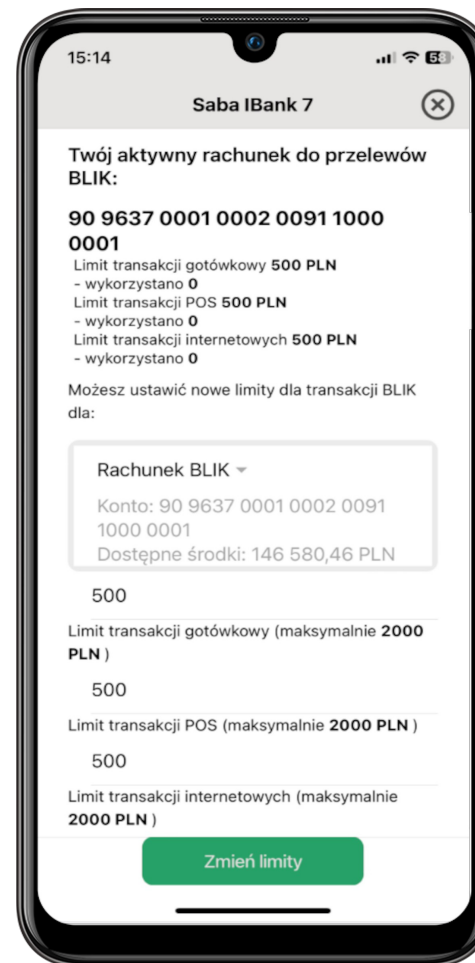 15:14
Saba IBank 7
Twój aktywny rachunek do przelewów
BLIK:
90 9637 0001 0002 0091 1000
0001
Limit transakcji gotówkowy 500 PLN
- wykorzystano 0
Limit transakcji POS 500 PLN
- wykorzystano 0
Limit transakcji internetowych 500 PLN
- wykorzystano 0
Możesz ustawić nowe limity dla transakcji BLIK
dla:
Rachunek BLIK
Konto: 90 9637 0001 0002 0091
1000 0001
Dostępne środki: 146 580,46 PLN
500
Limit transakcji gotówkowy (maksymalnie 2000
PLN )
500
Limit transakcji POS (maksymalnie 2000 PLN )
500
Limit transakcji internetowych (maksymalnie
2000 PLN )
Zmień limity